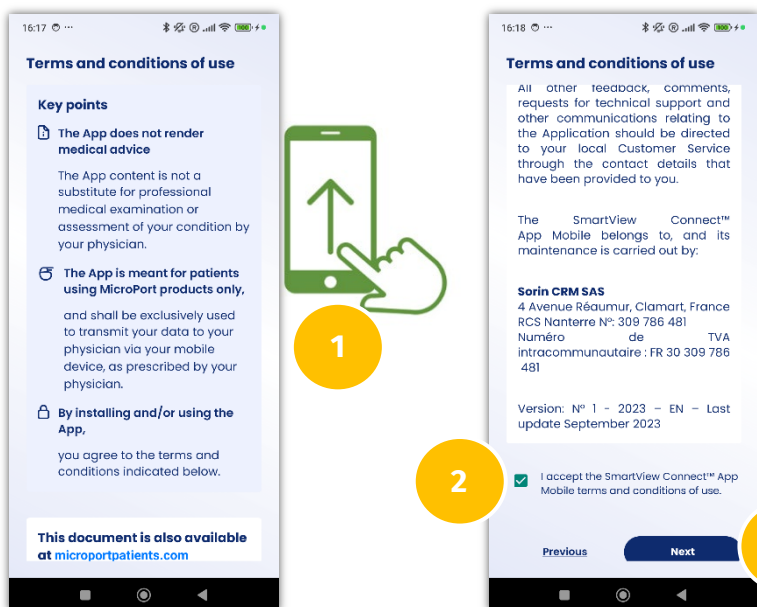 16:17 ...
Terms and conditions of use
Key points
The App does not render
medical advice
The App content is not a
substitute for professional
medical examination or
assessment of your condition by
your physician.
The App is meant for patients
using MicroPort products only,
and shall be exclusively used
to transmit your data to your
physician via your mobile
device, as prescribed by your
physician.
By installing and/or using the
App,
you agree to the terms and
conditions indicated below.
This document is also available
at microportpatients.com
1
16:18 ...
Terms and conditions of use
All other feedback, comments,
requests for technical support and
other communications relating to
the Application should be directed
to your local Customer Service
through the contact details that
have been provided to you.
The SmartView Connect™
App Mobile belongs to, and its
maintenance is carried out by:
Sorin CRM SAS
4 Avenue Réaumur, Clamart, France
RCS Nanterre Nº: 309 786 481
Numéro de TVA
intracommunautaire : FR 30 309 786
481
Version: Nº 1 - 2023 – EN – Last
update September 2023
2
I accept the SmartView Connect™ App
Mobile terms and conditions of use.
Previous
Next